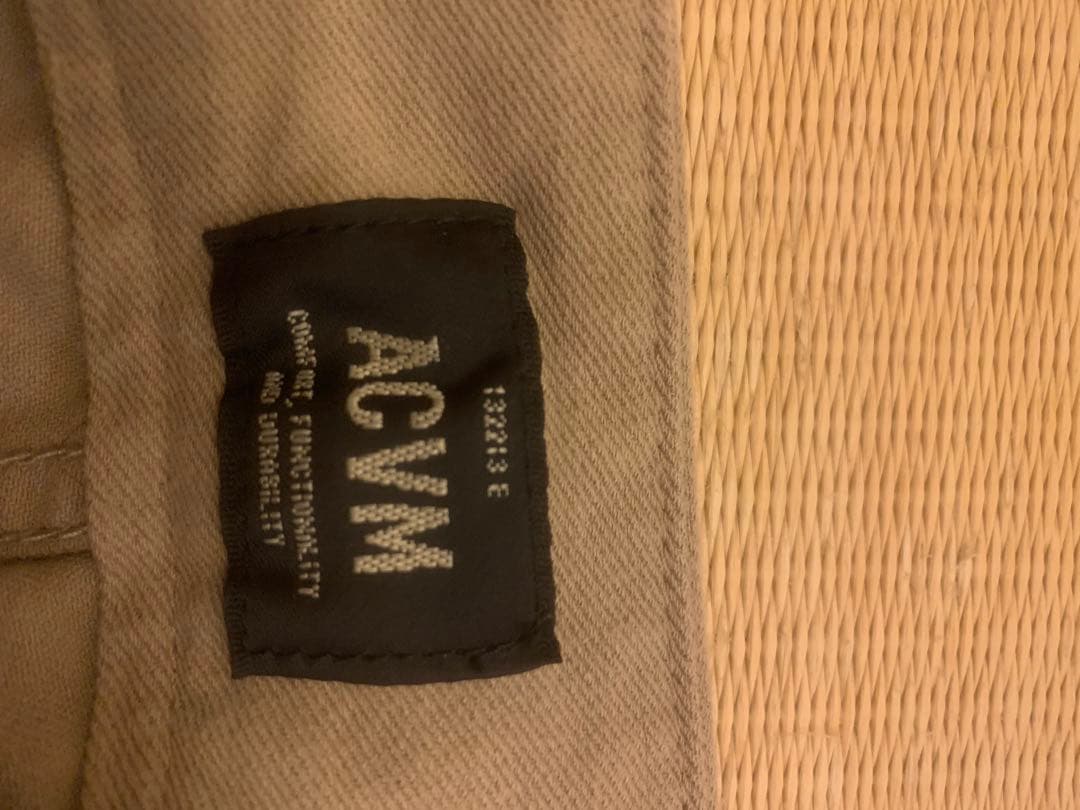 132213 E
ACVM
COMFORT, FUNCTIONALITY
AND DURABILITY